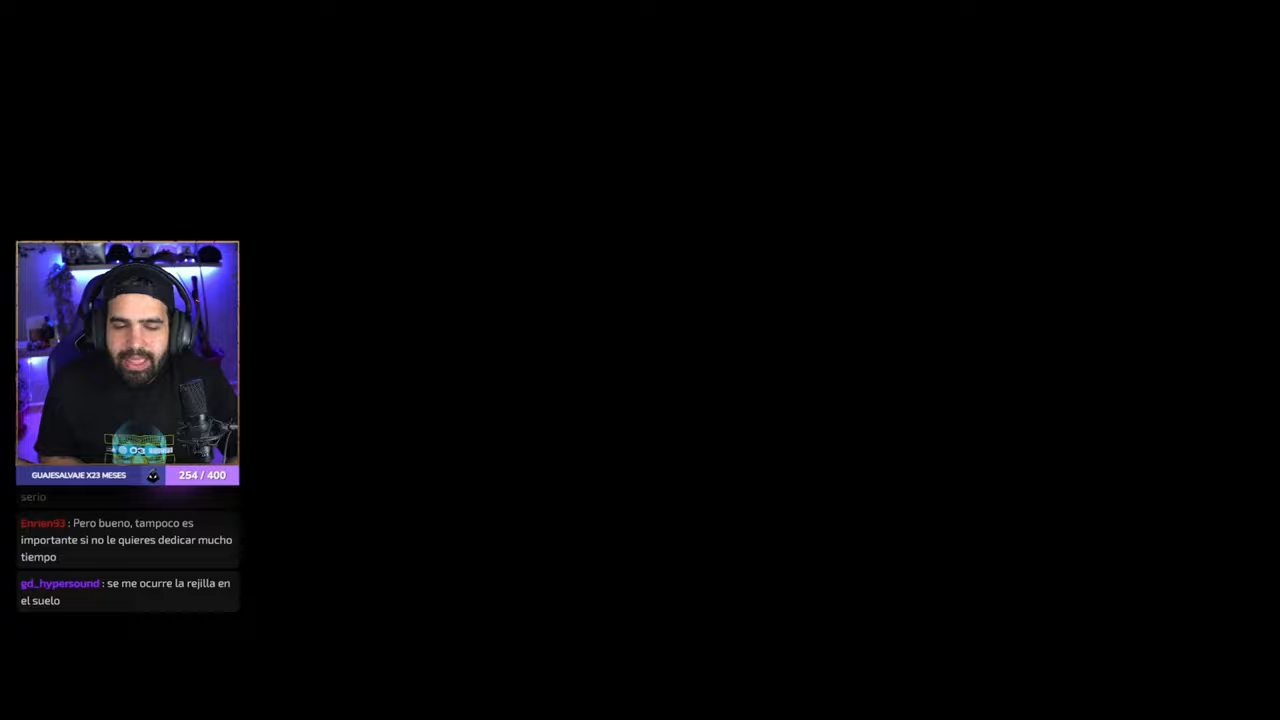 GUAJESALVAJE X23 MESES
254 / 400
serio
Enrien93 : Pero bueno, tampoco es
importante si no le quieres dedicar mucho
tiempo
gd_hypersound : se me ocurre la rejilla en
el suelo